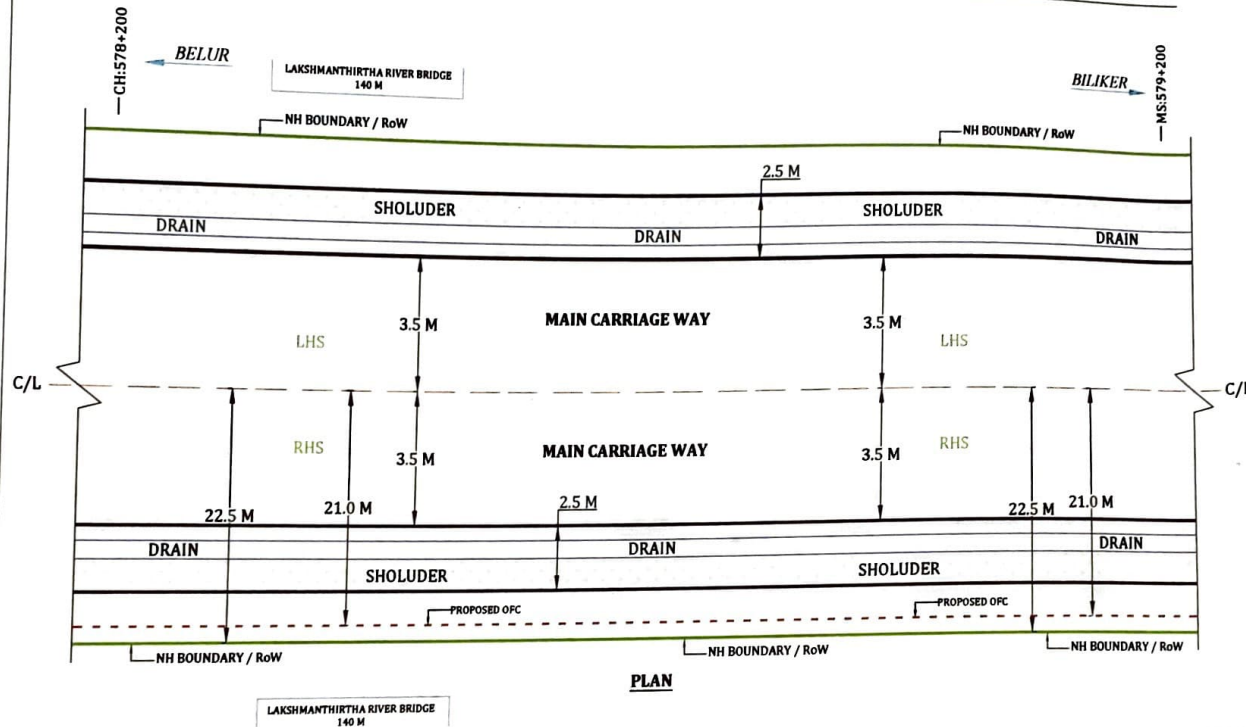 CH:578+200
BELUR
LAKSHMANTHIRTHA RIVER BRIDGE
140 M
BILIKER
MS:579+200
NH BOUNDARY / RoW
NH BOUNDARY / RoW
2.5 M
SHOLUDER
SHOLUDER
DRAIN
DRAIN
DRAIN
3.5 M
MAIN CARRIAGE WAY
3.5 M
LHS
LHS
C/L
C/L
RHS
MAIN CARRIAGE WAY
RHS
3.5 M
3.5 M
22.5 M
21.0 M
2.5 M
22.5 M
21.0 M
DRAIN
DRAIN
DRAIN
SHOLUDER
SHOLUDER
PROPOSED OFC
PROPOSED OFC
NH BOUNDARY / RoW
NH BOUNDARY / RoW
NH BOUNDARY / RoW
PLAN
LAKSHMANTHIRTHA RIVER BRIDGE
140 M